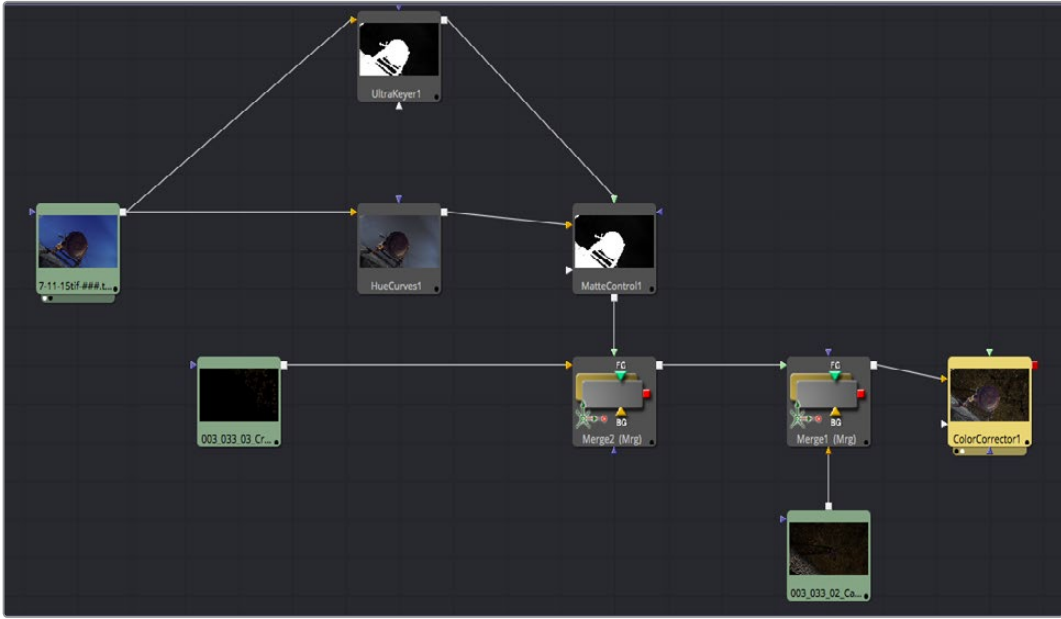 UltraKeyer1
7-11-15tif-###.t...
HueCurves1
MatteControl1
003_033_03_Cr...
FG
BG
Merge2 (Mrg)
FG
BG
Merge1 (Mrg)
ColorCorrector1
003_033_02_Ca...